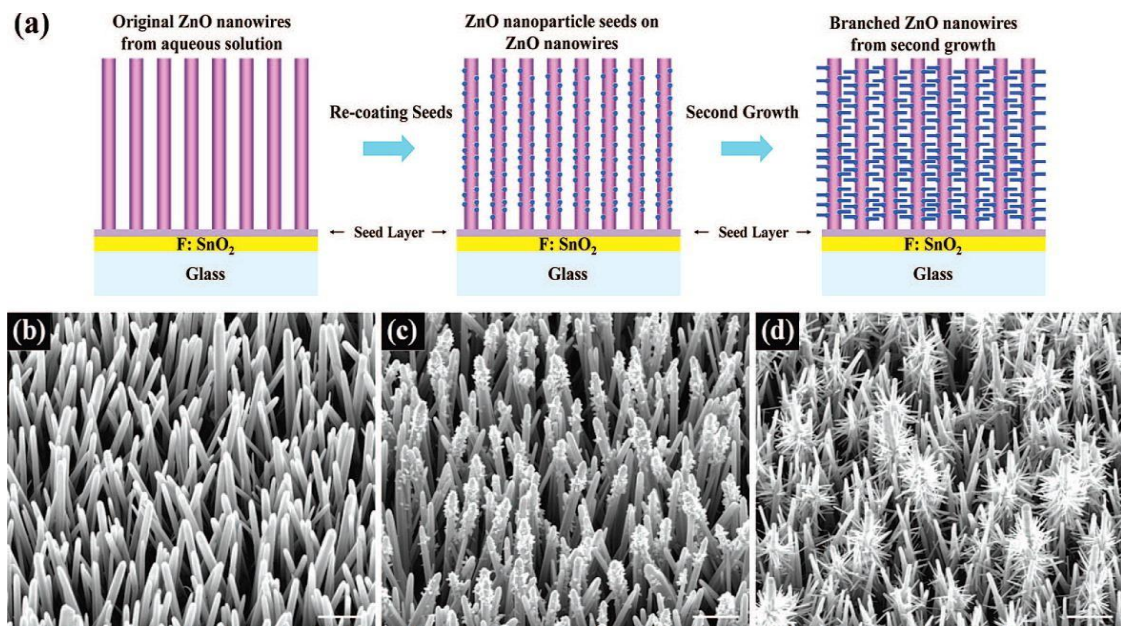 (a)
Original ZnO nanowires
from aqueous solution
ZnO nanoparticle seeds on
ZnO nanowires
Branched ZnO nanowires
from second growth
Re-coating Seeds
Second Growth
← Seed Layer →
← Seed Layer →
F: SnO₂
F: SnO₂
F: SnO₂
Glass
Glass
Glass
(b)
(c)
(d)